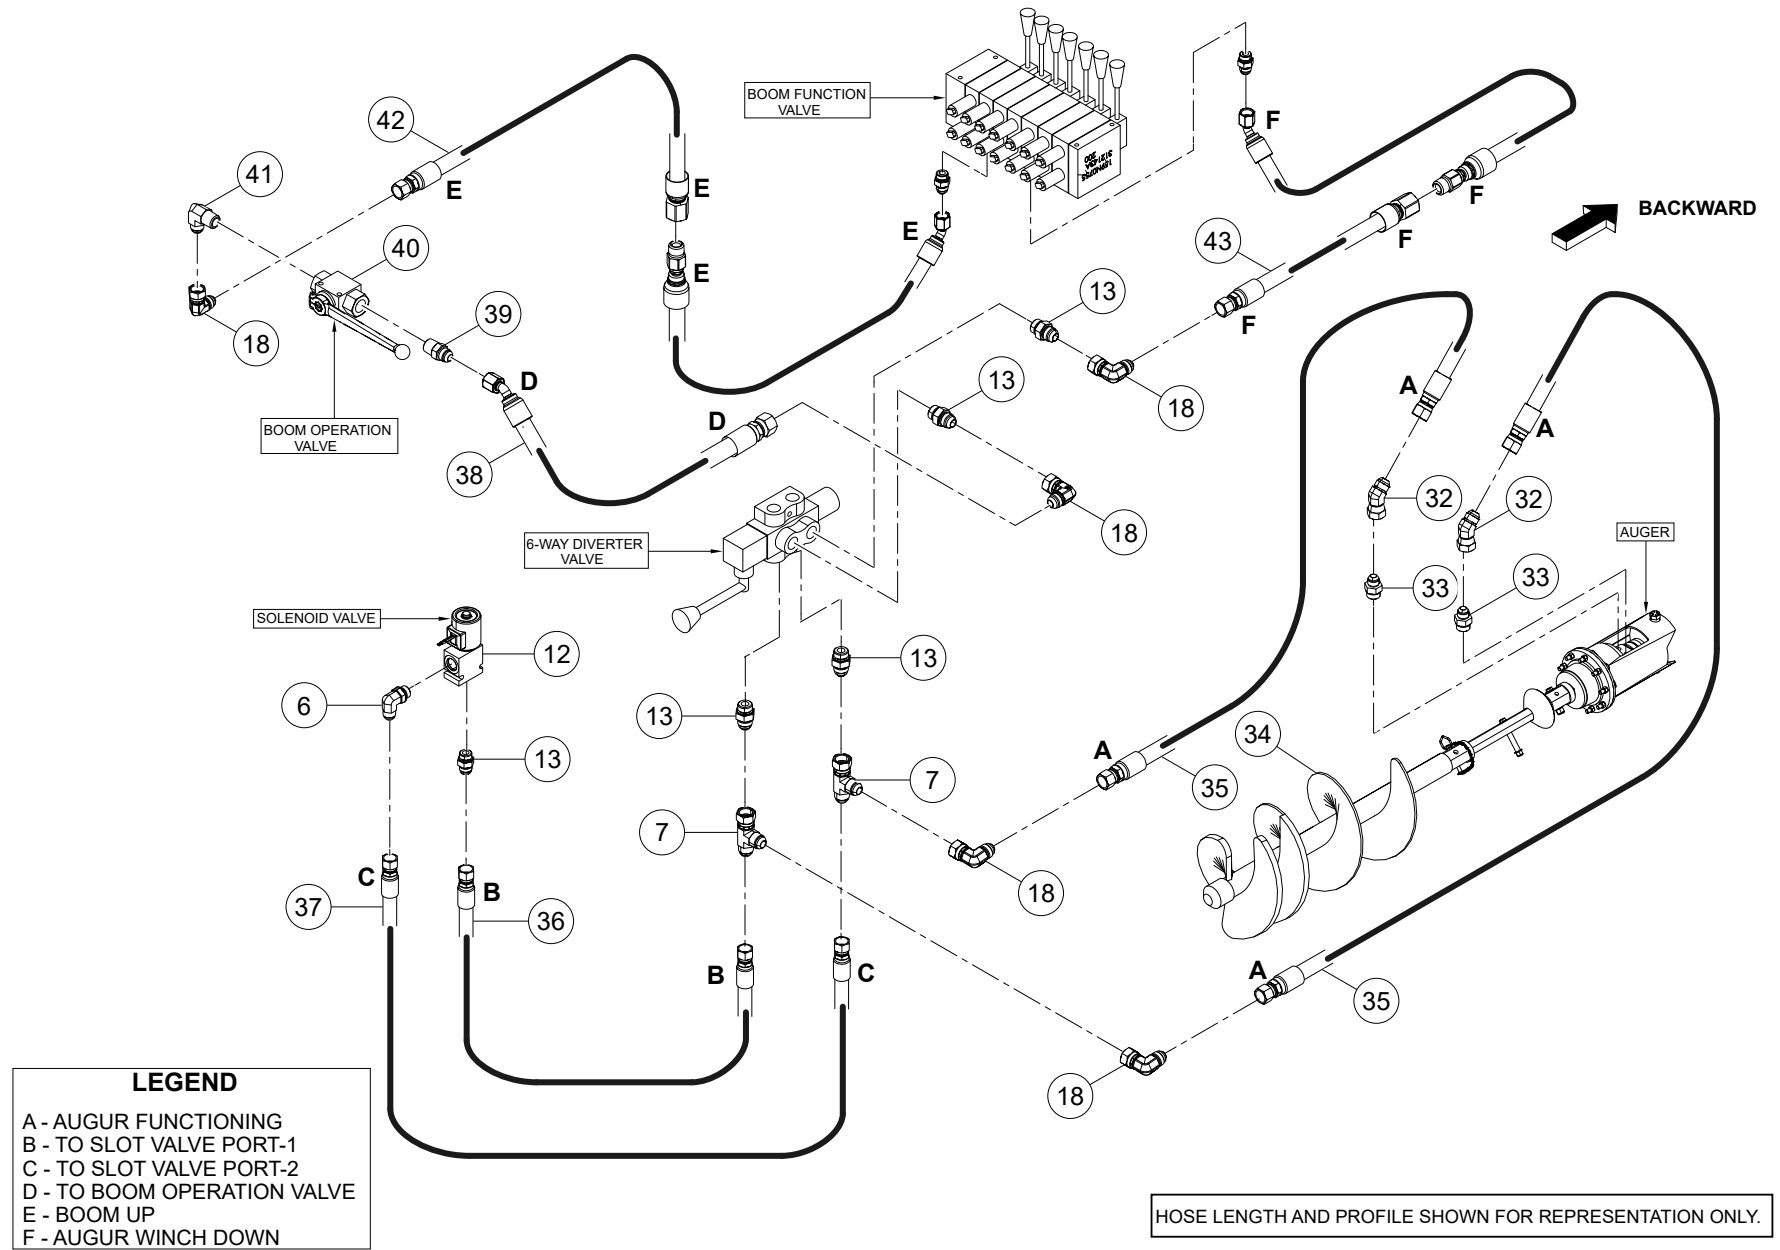 BOOM FUNCTION
VALVE
42
E
41
E
E
E
F
F
F
F
BACKWARD
40
43
13
39
18
D
BOOM OPERATION
VALVE
38
D
13
18
A
A
32
32
18
6-WAY DIVERTER
VALVE
AUGER
33
33
SOLENOID VALVE
12
13
6
13
13
34
A
7
35
7
18
C
B
37
36
B
C
A
35
18
LEGEND
A - AUGUR FUNCTIONING
B - TO SLOT VALVE PORT-1
C - TO SLOT VALVE PORT-2
D - TO BOOM OPERATION VALVE
E - BOOM UP
F - AUGUR WINCH DOWN
HOSE LENGTH AND PROFILE SHOWN FOR REPRESENTATION ONLY.